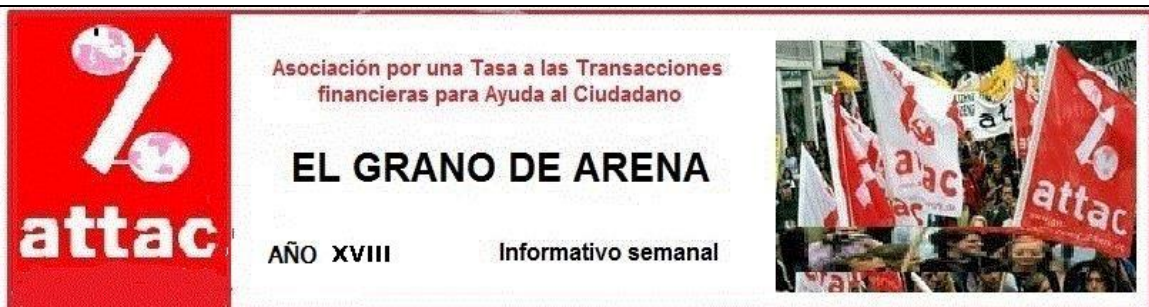 attac
Asociación por una Tasa a las Transacciones
financieras para Ayuda al Ciudadano
EL GRANO DE ARENA
AÑO XVIII Informativo semanal
attac
attac